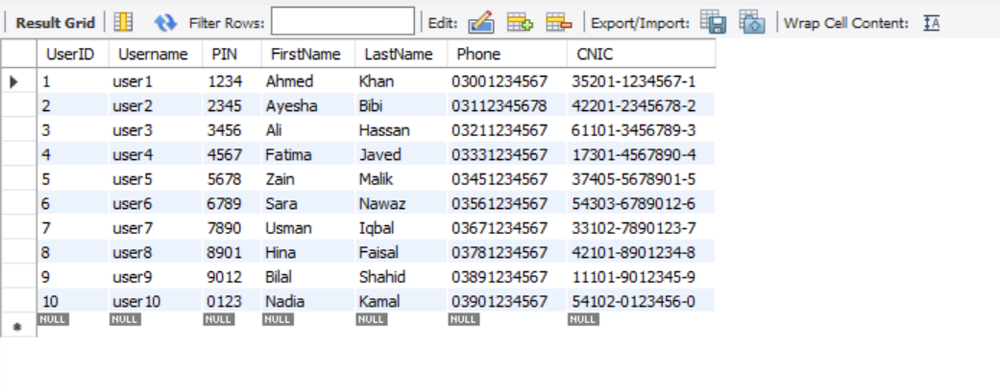 Result Grid Filter Rows: Edit: Export/Import: Wrap Cell Content: IA
UserID Username PIN FirstName LastName Phone CNIC
1 user1 1234 Ahmed Khan 03001234567 35201-1234567-1
2 user2 2345 Ayesha Bibi 03112345678 42201-2345678-2
3 user3 3456 Ali Hassan 03211234567 61101-3456789-3
4 user4 4567 Fatima Javed 03331234567 17301-4567890-4
5 user5 5678 Zain Malik 03451234567 37405-5678901-5
6 user6 6789 Sara Nawaz 03561234567 54303-6789012-6
7 user7 7890 Usman Iqbal 03671234567 33102-7890123-7
8 user8 8901 Hina Faisal 03781234567 42101-8901234-8
9 user9 9012 Bilal Shahid 03891234567 11101-9012345-9
10 user10 0123 Nadia Kamal 03901234567 54102-0123456-0
NULL NULL NULL NULL NULL NULL NULL